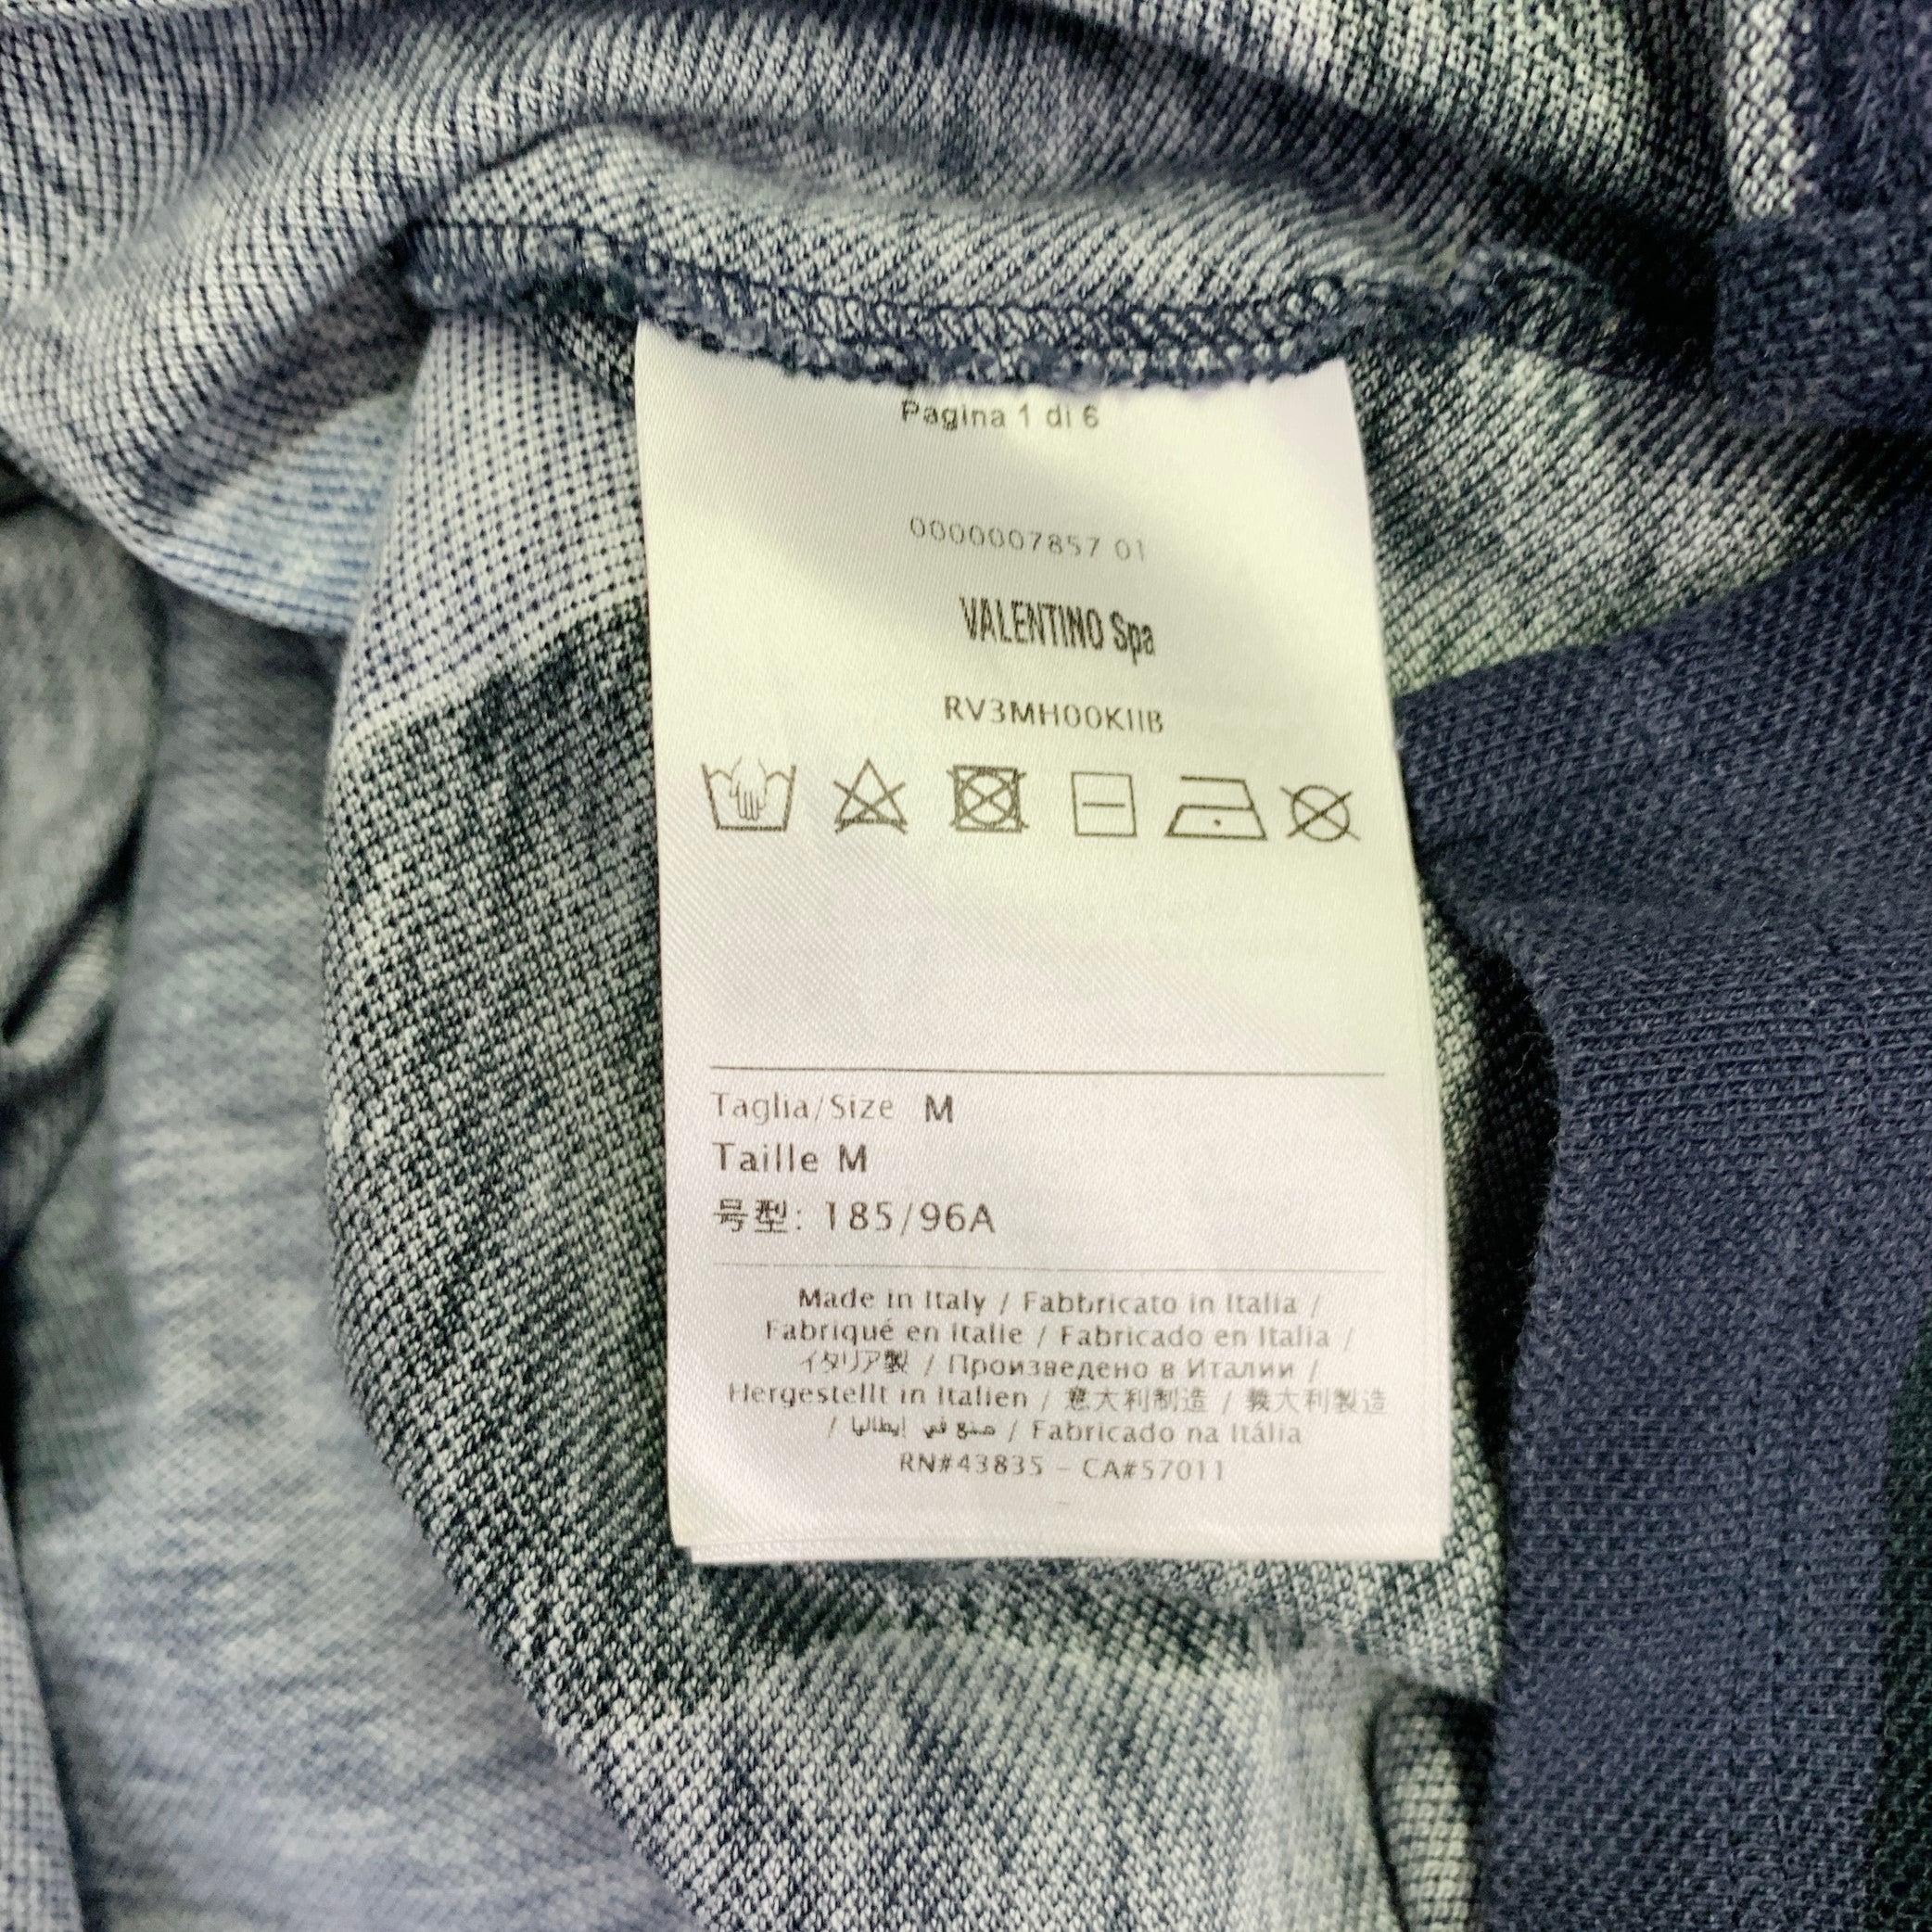 Pagina 1 di 6
0000007857 01
VALENTINO Spa
RV3MH00KIIB
Taglia/Size M
Taille M
号型: 185/96A
Made in Italy / Fabbricato in Italia /
Fabriqué en Italie / Fabricado en Italia /
イタリア製 / Произведено в Италии /
Hergestellt in Italien / 意大利制造 / 義大利製造
/ صنع في إيطاليا / Fabricado na Itália
RN#43835 - CA#57011